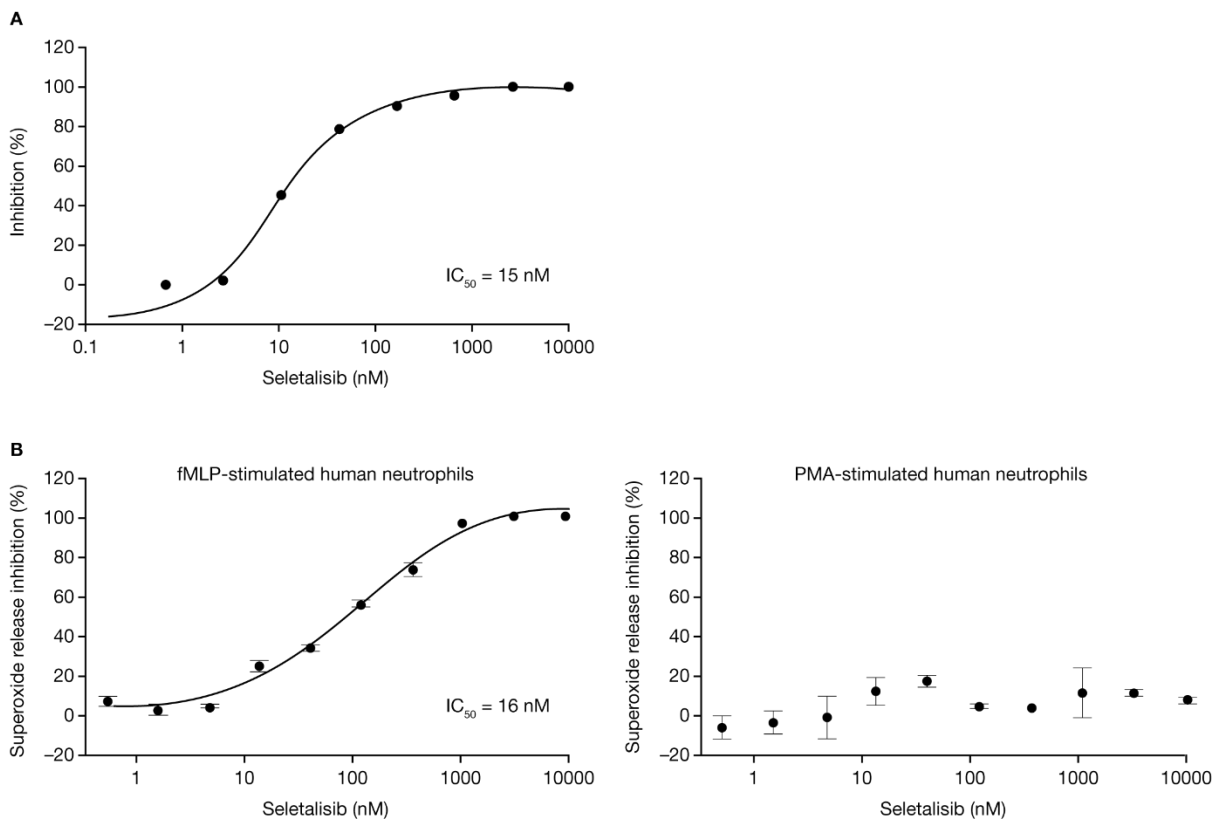 A
120
100
80
60
40
20
0
–20
Inhibition (%)
IC50 = 15 nM
0.1 1 10 100 1000 10000
Seletalisib (nM)
B
fMLP-stimulated human neutrophils
120
100
80
60
40
20
0
–20
Superoxide release inhibition (%)
IC50 = 16 nM
1 10 100 1000 10000
Seletalisib (nM)
PMA-stimulated human neutrophils
120
100
80
60
40
20
0
–20
Superoxide release inhibition (%)
1 10 100 1000 10000
Seletalisib (nM)